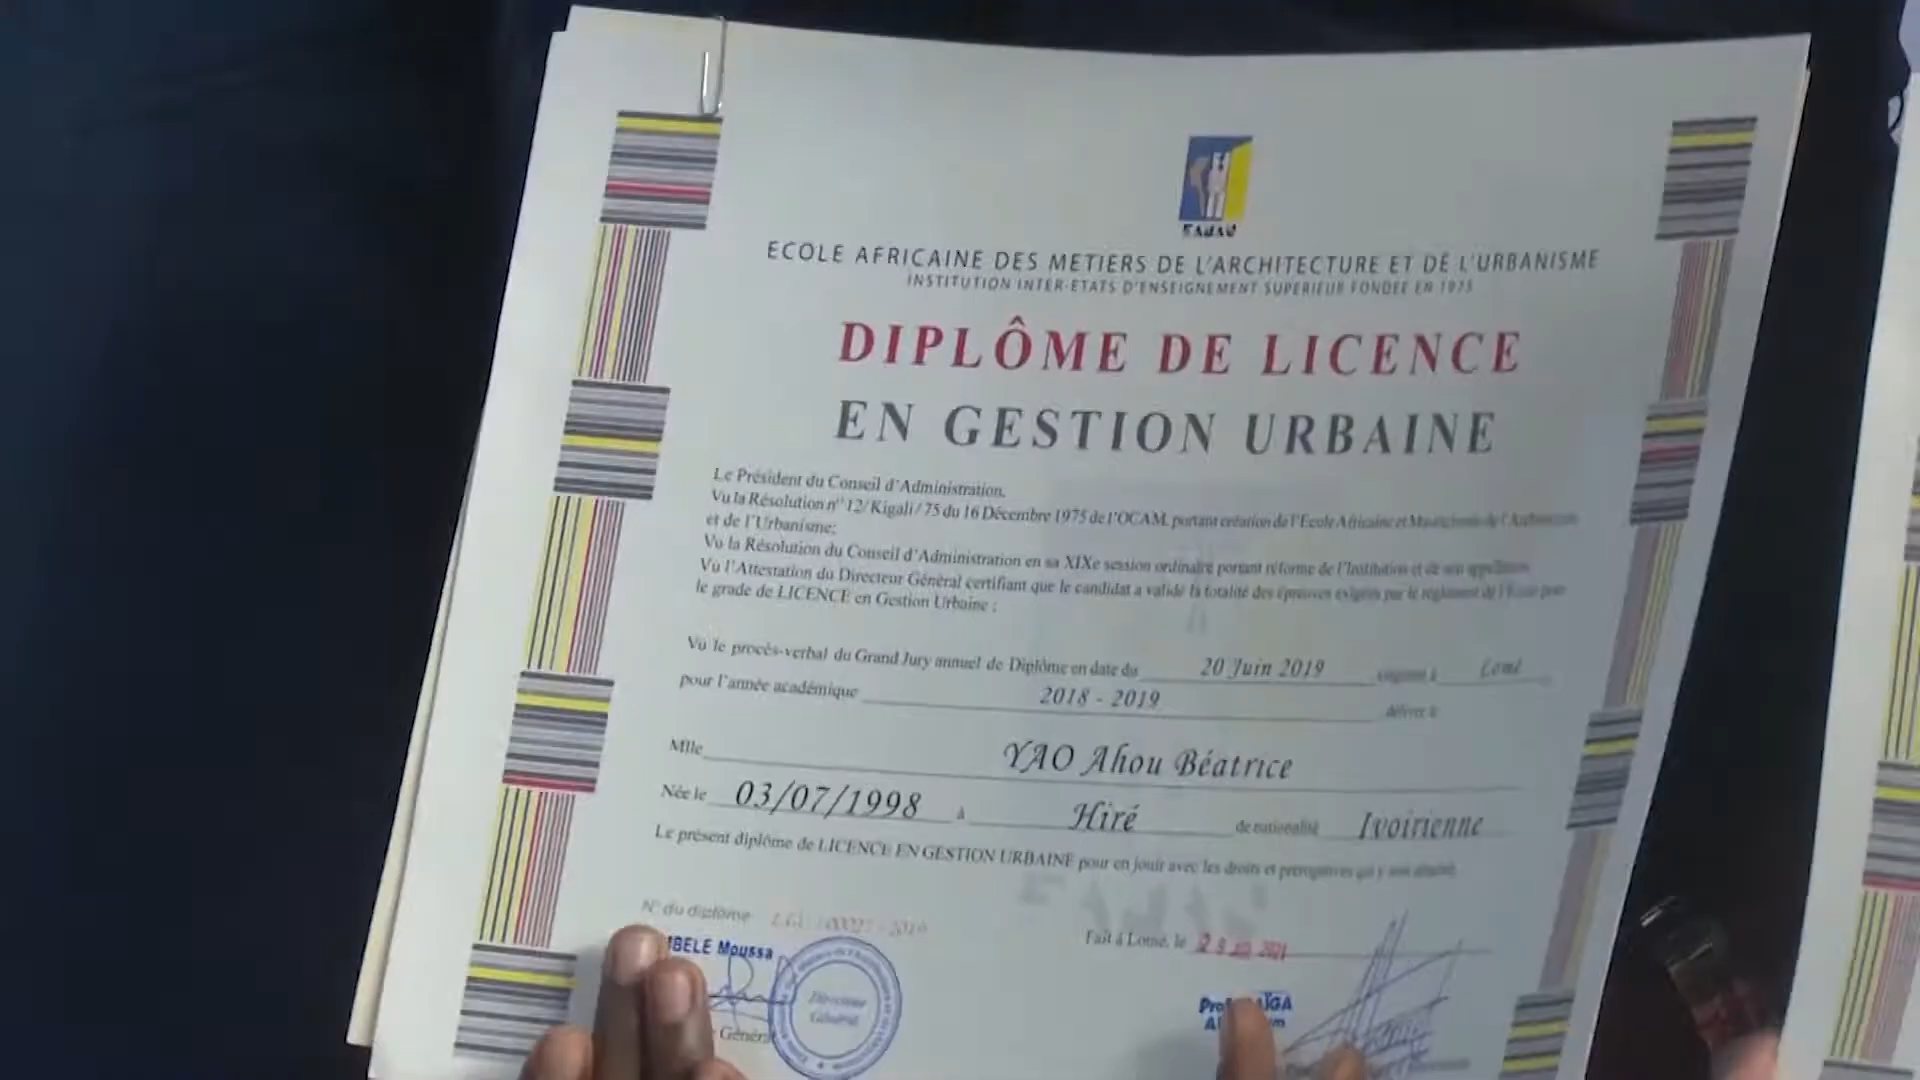 EAMAU
ECOLE AFRICAINE DES METIERS DE L'ARCHITECTURE ET DE L'URBANISME
INSTITUTION INTER-ETATS D'ENSEIGNEMENT SUPERIEUR FONDEE EN 1975
DIPLÔME DE LICENCE
EN GESTION URBAINE
Le Président du Conseil d'Administration,
Vu la Résolution n° 12/ Kigali / 75 du 16 Décembre 1975 de l'OCAM, portant création de l'Ecole Africaine et Mauricienne de l'Architecture
et de l'Urbanisme;
Vu la Résolution du Conseil d'Administration en sa XIXe session ordinaire portant réforme de l'Institution et de son appellation
Vu l'Attestation du Directeur Général certifiant que le candidat a validé la totalité des épreuves exigées par le règlement de l'Ecole pour
le grade de LICENCE en Gestion Urbaine ;
Vu le procès-verbal du Grand Jury annuel de Diplôme en date du 20 Juin 2019 Lomé
pour l'année académique 2018 - 2019 délivre à
Mlle YAO Ahou Béatrice
Née le 03/07/1998 à Hiré de nationalité Ivoirienne
Le présent diplôme de LICENCE EN GESTION URBAINE pour en jouir avec les droits et prérogatives qui y sont
N° du diplôme
Fait à Lomé, le
MBELE Moussa
Directeur
Général
Général